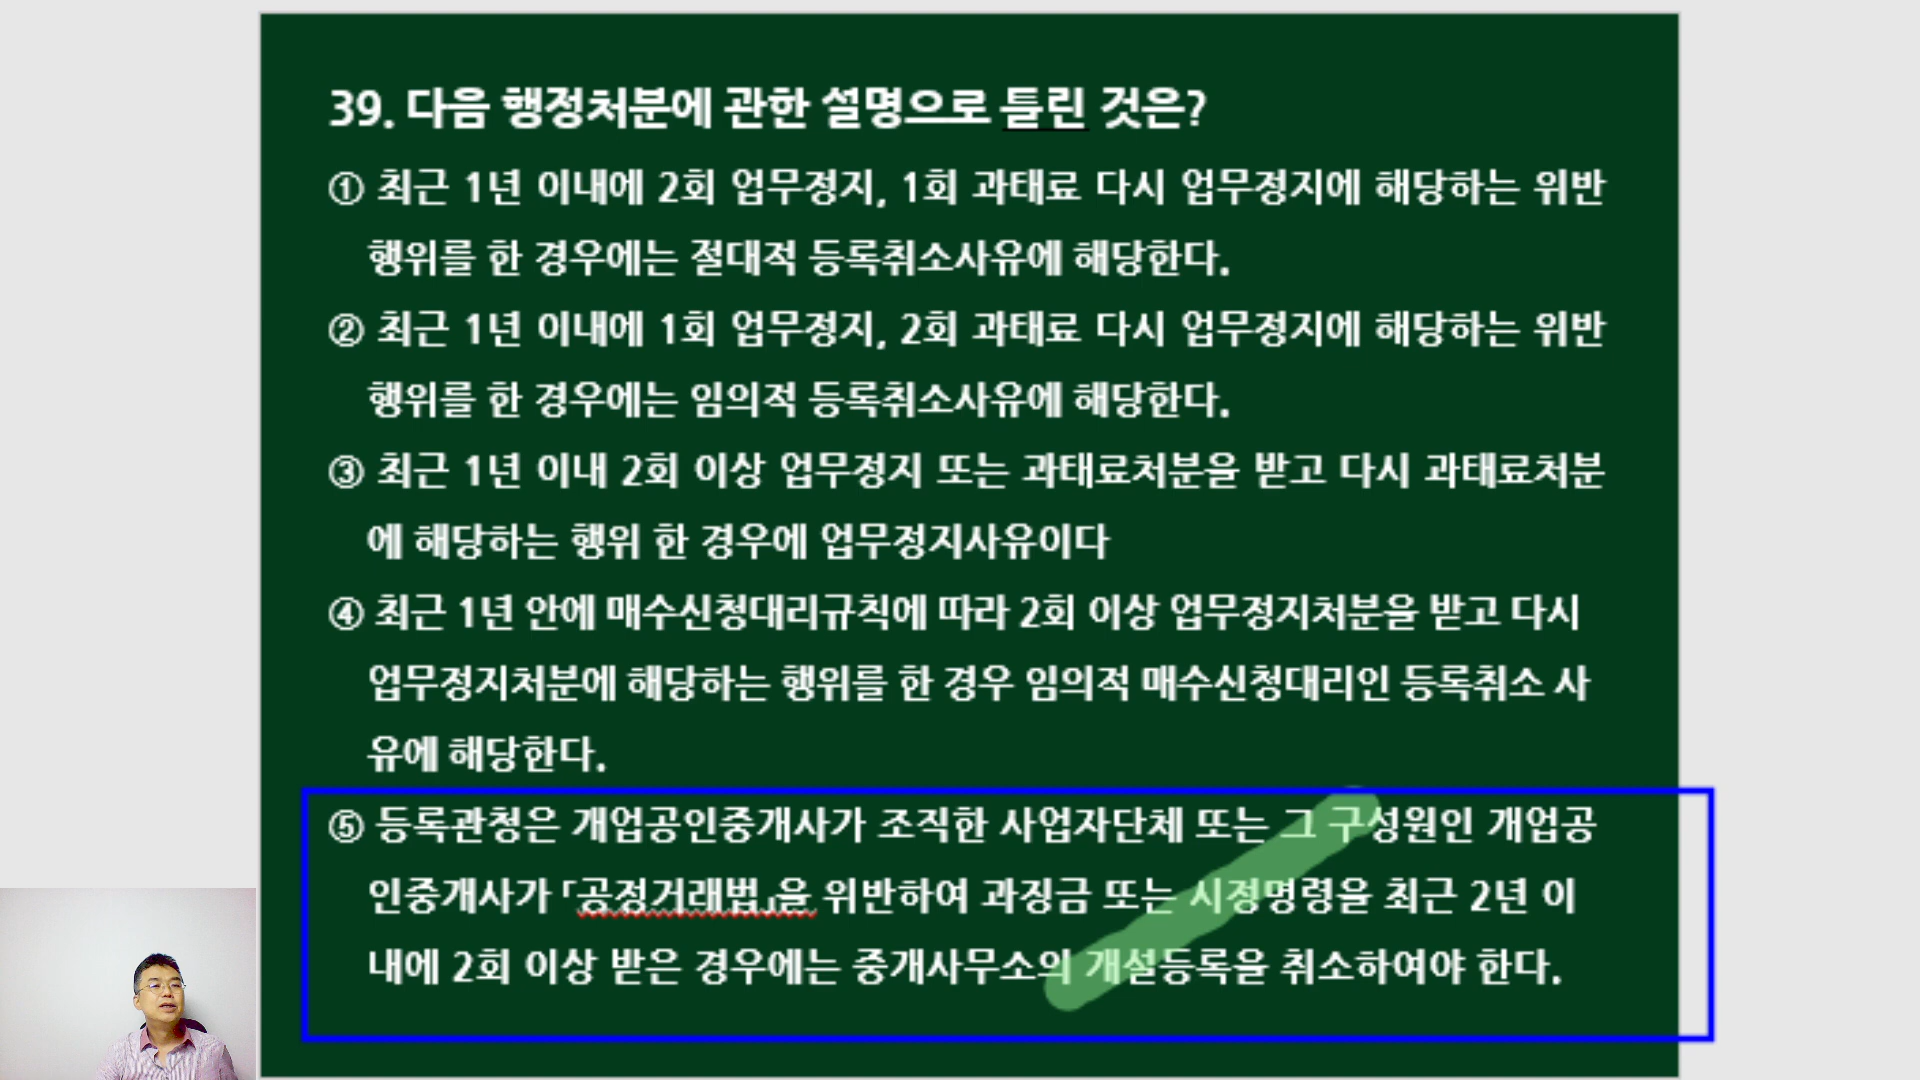 39. 다음 행정처분에 관한 설명으로 틀린 것은?
① 최근 1년 이내에 2회 업무정지, 1회 과태료 다시 업무정지에 해당하는 위반
행위를 한 경우에는 절대적 등록취소사유에 해당한다.
② 최근 1년 이내에 1회 업무정지, 2회 과태료 다시 업무정지에 해당하는 위반
행위를 한 경우에는 임의적 등록취소사유에 해당한다.
③ 최근 1년 이내 2회 이상 업무정지 또는 과태료처분을 받고 다시 과태료처분
에 해당하는 행위 한 경우에 업무정지사유이다
④ 최근 1년 안에 매수신청대리규칙에 따라 2회 이상 업무정지처분을 받고 다시
업무정지처분에 해당하는 행위를 한 경우 임의적 매수신청대리인 등록취소 사
유에 해당한다.
⑤ 등록관청은 개업공인중개사가 조직한 사업자단체 또는 그 구성원인 개업공
인중개사가 「공정거래법」을 위반하여 과징금 또는 시정명령을 최근 2년 이
내에 2회 이상 받은 경우에는 중개사무소의 개설등록을 취소하여야 한다.